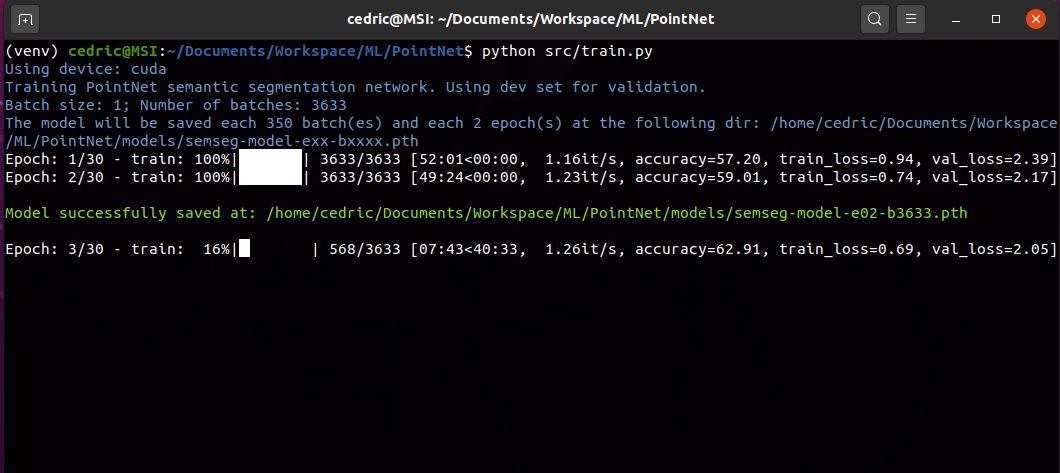 cedric@MSI: ~/Documents/Workspace/ML/PointNet
(venv) cedric@MSI:~/Documents/Workspace/ML/PointNet$ python src/train.py
Using device: cuda
Training PointNet semantic segmentation network. Using dev set for validation.
Batch size: 1; Number of batches: 3633
The model will be saved each 350 batch(es) and each 2 epoch(s) at the following dir: /home/cedric/Documents/Workspace
/ML/PointNet/models/semseg-model-exx-bxxxx.pth
Epoch: 1/30 - train: 100%|███████| 3633/3633 [52:01<00:00,  1.16it/s, accuracy=57.20, train_loss=0.94, val_loss=2.39]
Epoch: 2/30 - train: 100%|███████| 3633/3633 [49:24<00:00,  1.23it/s, accuracy=59.01, train_loss=0.74, val_loss=2.17]
Model successfully saved at: /home/cedric/Documents/Workspace/ML/PointNet/models/semseg-model-e02-b3633.pth
Epoch: 3/30 - train:  16%|█       | 568/3633 [07:43<40:33,  1.26it/s, accuracy=62.91, train_loss=0.69, val_loss=2.05]